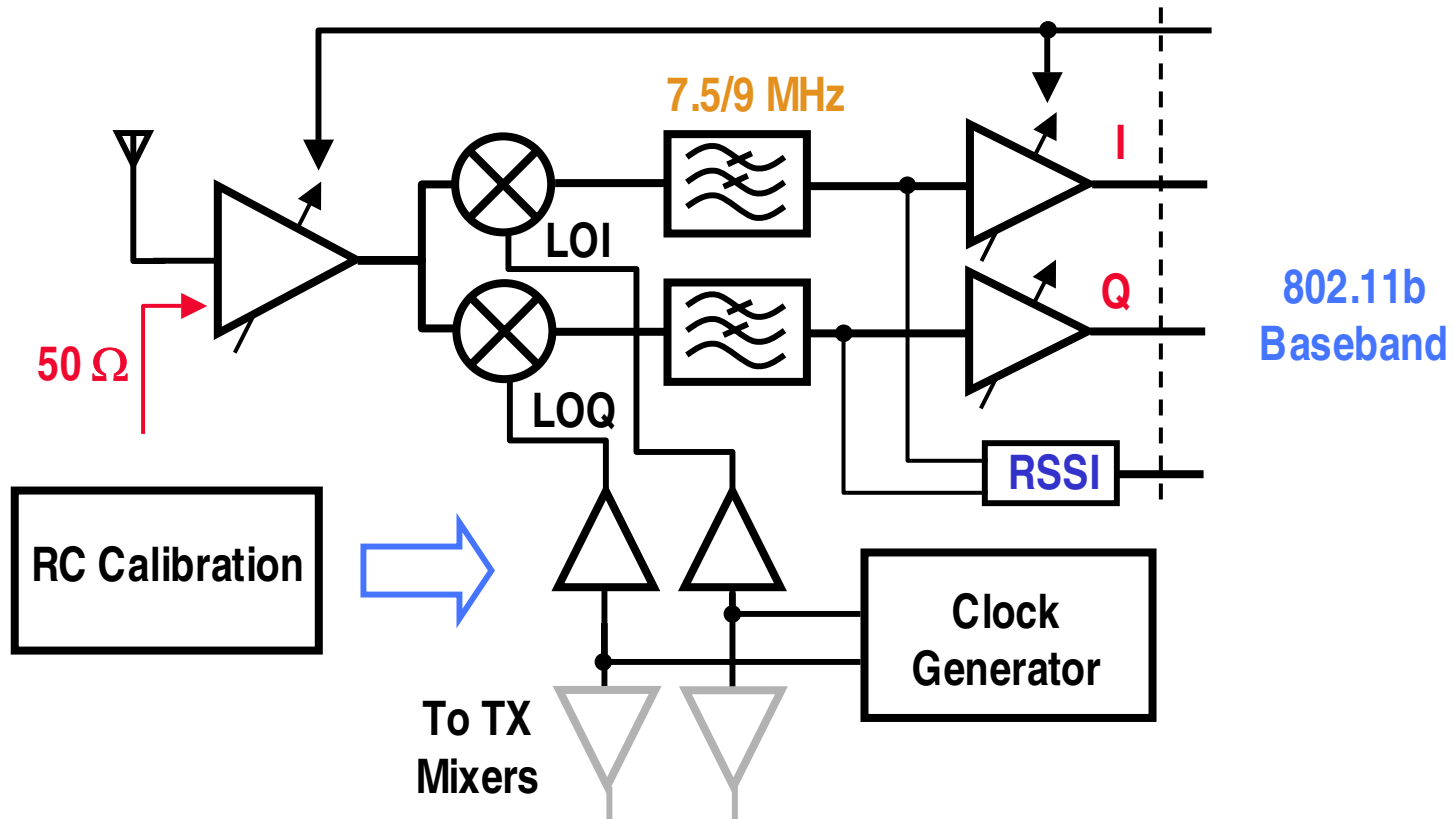 7.5/9 MHz
I
LOI
Q
802.11b
Baseband
50 Ω
LOQ
RSSI
RC Calibration
Clock
Generator
To TX
Mixers